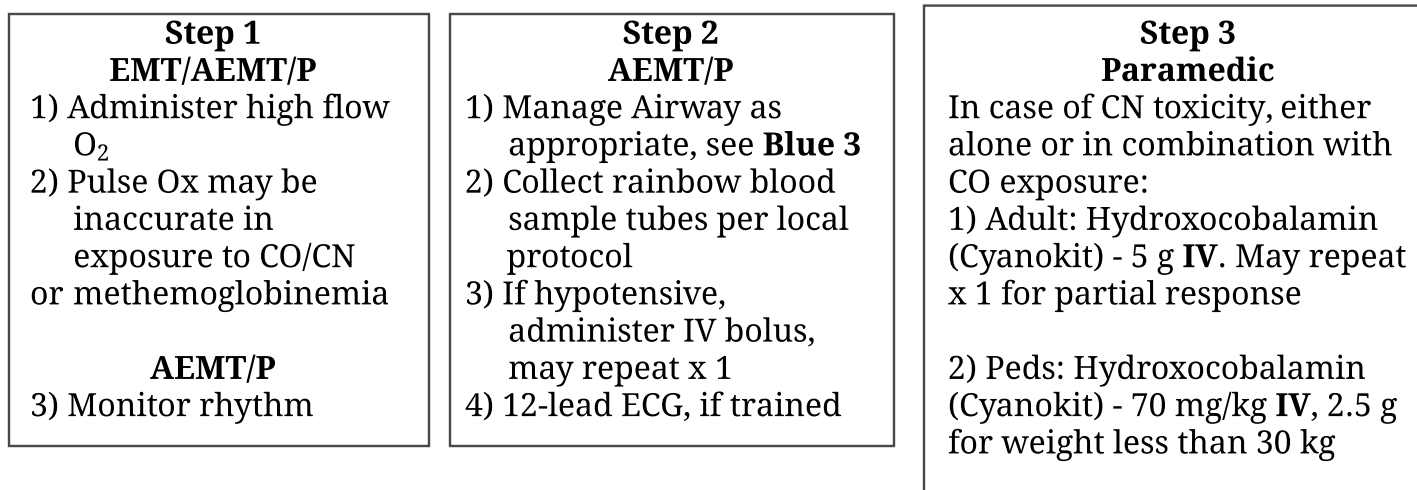 Step 1
EMT/AEMT/P
1) Administer high flow
O₂
2) Pulse Ox may be
inaccurate in
exposure to CO/CN
or methemoglobinemia
AEMT/P
3) Monitor rhythm
Step 2
AEMT/P
1) Manage Airway as
appropriate, see Blue 3
2) Collect rainbow blood
sample tubes per local
protocol
3) If hypotensive,
administer IV bolus,
may repeat x 1
4) 12-lead ECG, if trained
Step 3
Paramedic
In case of CN toxicity, either
alone or in combination with
CO exposure:
1) Adult: Hydroxocobalamin
(Cyanokit) - 5 g IV. May repeat
x 1 for partial response
2) Peds: Hydroxocobalamin
(Cyanokit) - 70 mg/kg IV, 2.5 g
for weight less than 30 kg